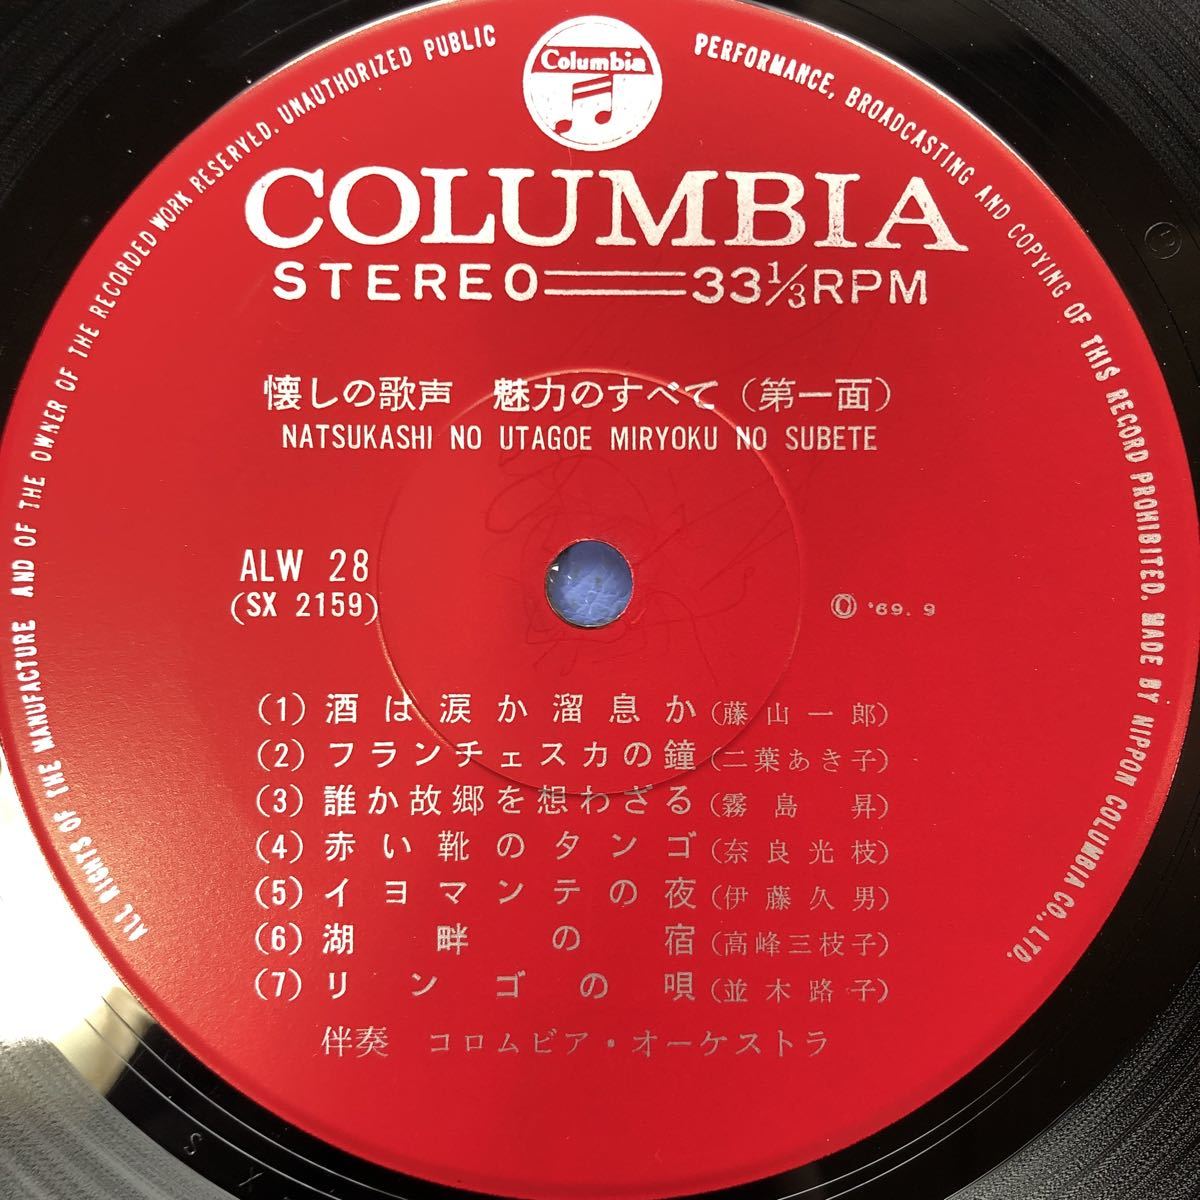 ALL RIGHTS OF THE MANUFACTURE AND OF THE OWNER OF THE RECORDED WORK RESERVED. UNAUTHORIZED PUBLIC PERFORMANCE, BROADCASTING AND COPYING OF THIS RECORD PROHIBITED. MADE BY NIPPON COLUMBIA CO., LTD.
Columbia
COLUMBIA
STEREO 33⅓RPM
懐しの歌声 魅力のすべて(第一面)
NATSUKASHI NO UTAGOE MIRYOKU NO SUBETE
ALW 28
(SX 2159)
Ⓒ '69. 9
(1) 酒は涙か溜息か(藤山一郎)
(2) フランチェスカの鐘(二葉あき子)
(3) 誰か故郷を想わざる(霧島 昇)
(4) 赤い靴のタンゴ(奈良光枝)
(5) イヨマンテの夜(伊藤久男)
(6) 湖畔の宿(高峰三枝子)
(7) リンゴの唄(並木路子)
伴奏 コロムビア・オーケストラ
S X